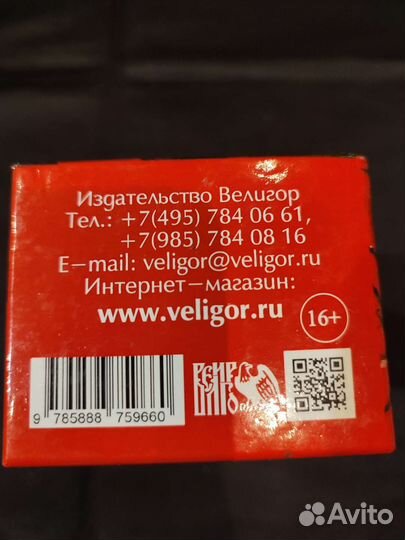 Издательство Велигор
Тел.: +7(495) 784 06 61,
+7(985) 784 08 16
E-mail: veligor@veligor.ru
Интернет-магазин:
www.veligor.ru
16+
9 785888 759660
Avito